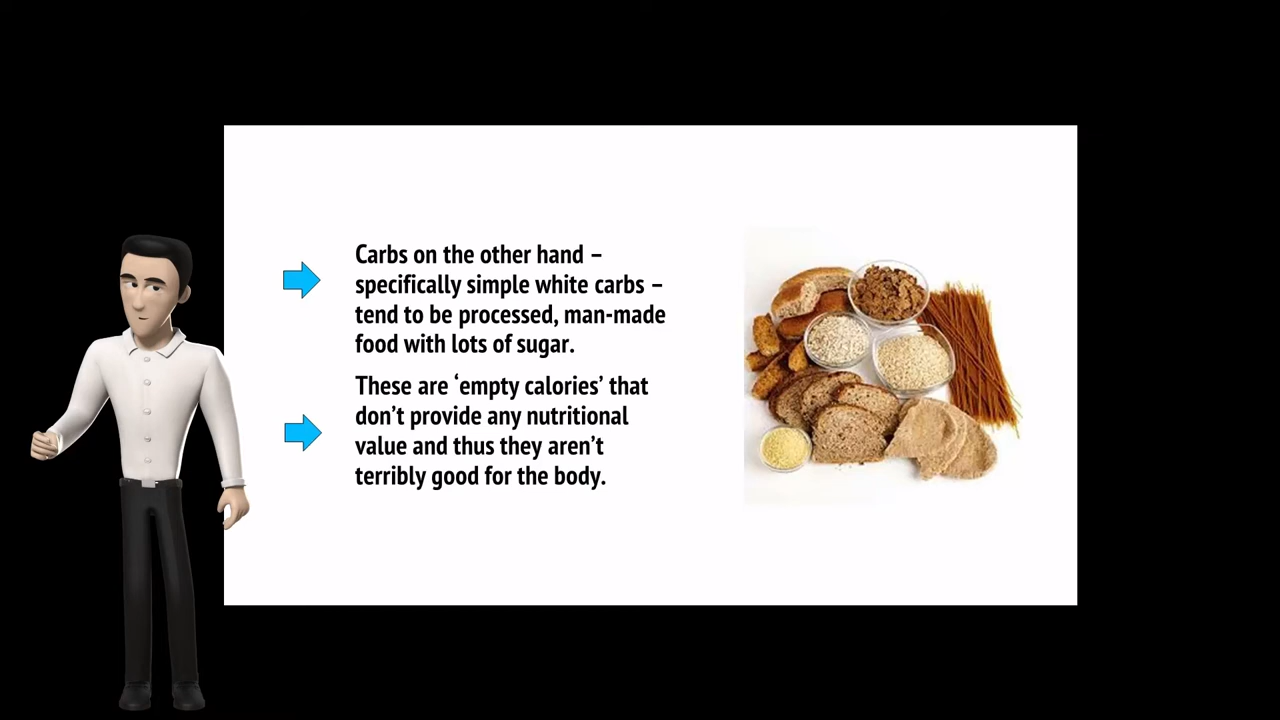 Carbs on the other hand –
specifically simple white carbs –
tend to be processed, man-made
food with lots of sugar.
These are ‘empty calories’ that
don’t provide any nutritional
value and thus they aren’t
terribly good for the body.